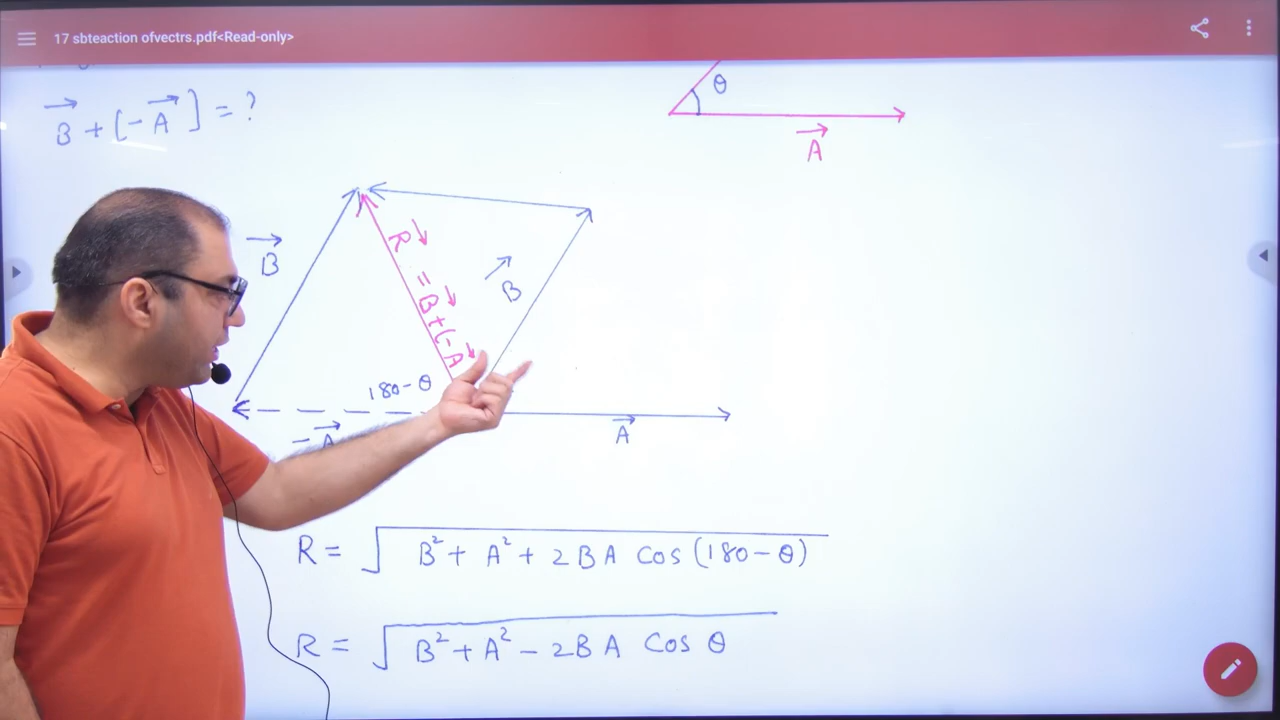 17 sbteaction ofvectrs.pdf<Read-only>
B⃗ + [-A⃗] = ?
θ
A⃗
B⃗
R⃗ = B⃗+(-A⃗
B⃗
180-θ
-A⃗
A⃗
R = √(B² + A² + 2BA Cos (180-θ))
R = √(B² + A² - 2BA Cos θ)